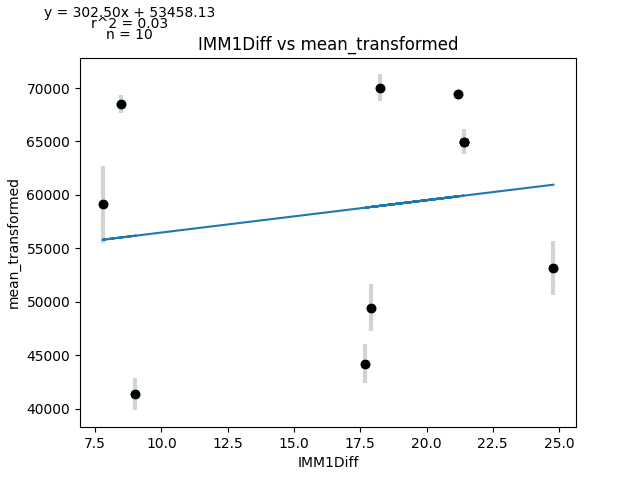 y = 302.50x + 53458.13
r^2 = 0.03
n = 10
IMM1Diff vs mean_transformed
mean_transformed
70000
65000
60000
55000
50000
45000
40000
7.5 10.0 12.5 15.0 17.5 20.0 22.5 25.0
IMM1Diff